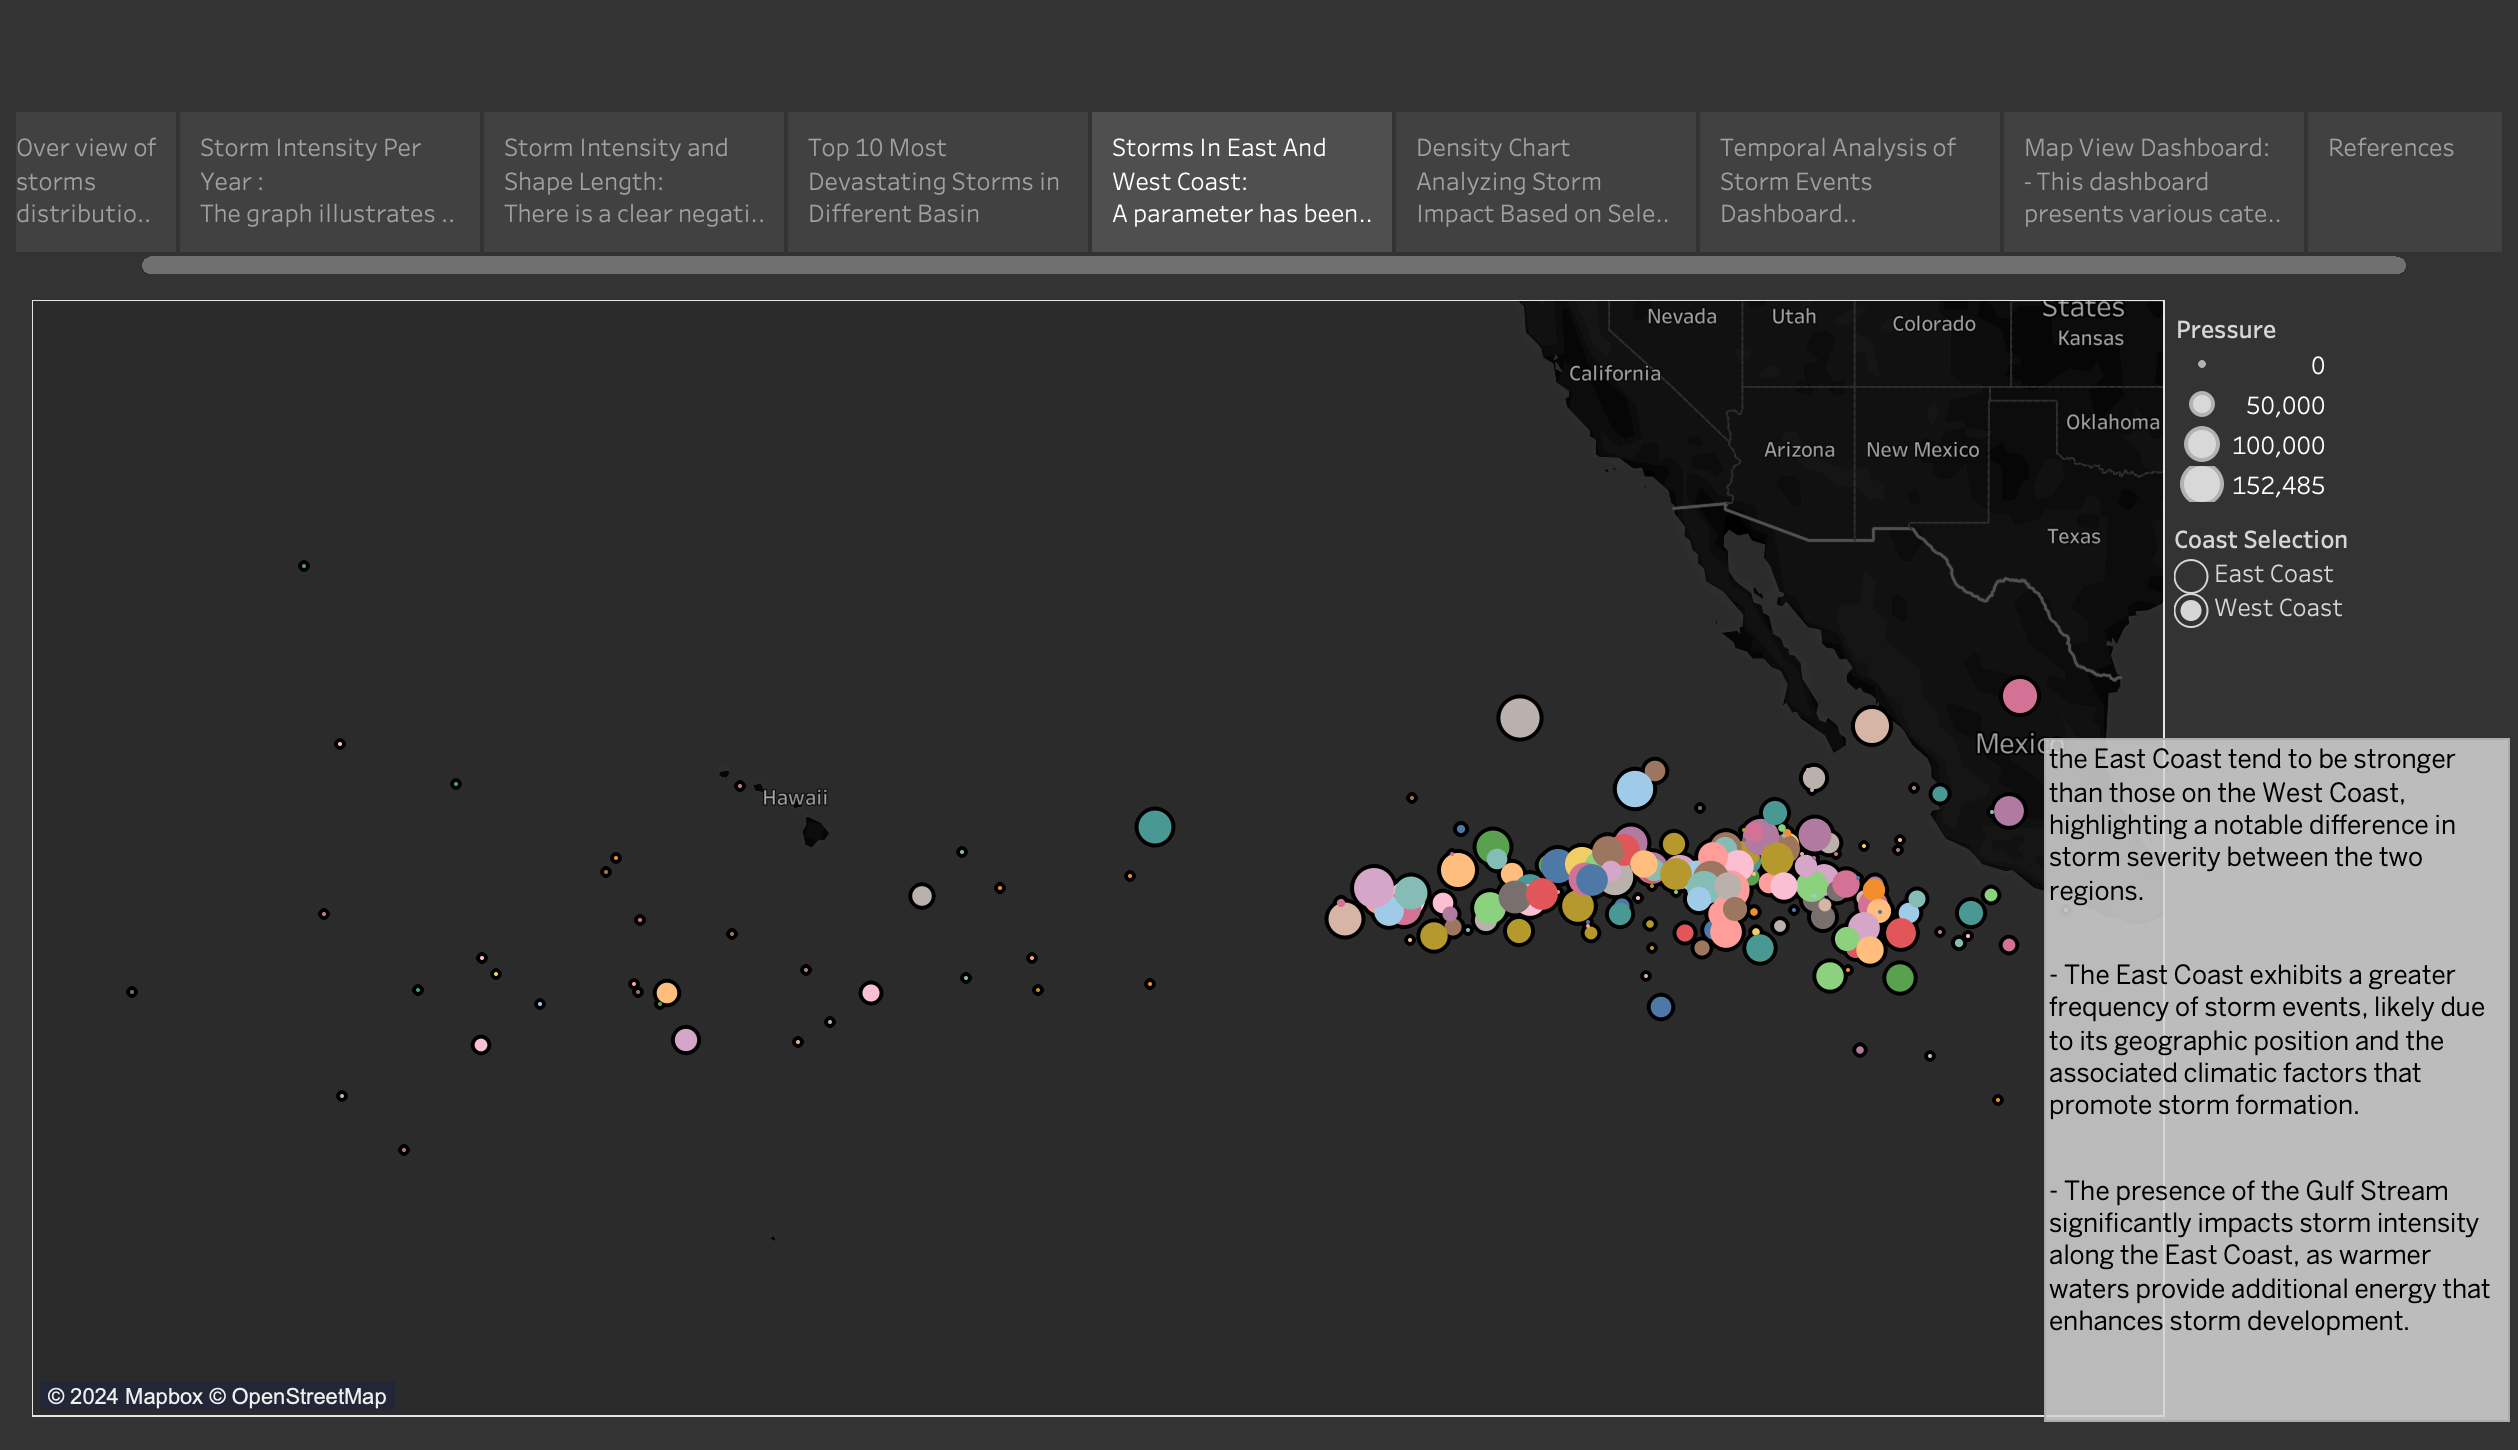 Over view of
storms
distributio..
Storm Intensity Per
Year :
The graph illustrates ..
Storm Intensity and
Shape Length:
There is a clear negati..
Top 10 Most
Devastating Storms in
Different Basin
Storms In East And
West Coast:
A parameter has been..
Density Chart
Analyzing Storm
Impact Based on Sele..
Temporal Analysis of
Storm Events
Dashboard..
Map View Dashboard:
- This dashboard
presents various cate..
References
States
Nevada
Utah
Colorado
Kansas
California
Oklahoma
Arizona
New Mexico
Texas
Mexico
Hawaii
Pressure
0
50,000
100,000
152,485
Coast Selection
East Coast
West Coast
the East Coast tend to be stronger
than those on the West Coast,
highlighting a notable difference in
storm severity between the two
regions.
- The East Coast exhibits a greater
frequency of storm events, likely due
to its geographic position and the
associated climatic factors that
promote storm formation.
- The presence of the Gulf Stream
significantly impacts storm intensity
along the East Coast, as warmer
waters provide additional energy that
enhances storm development.
© 2024 Mapbox © OpenStreetMap